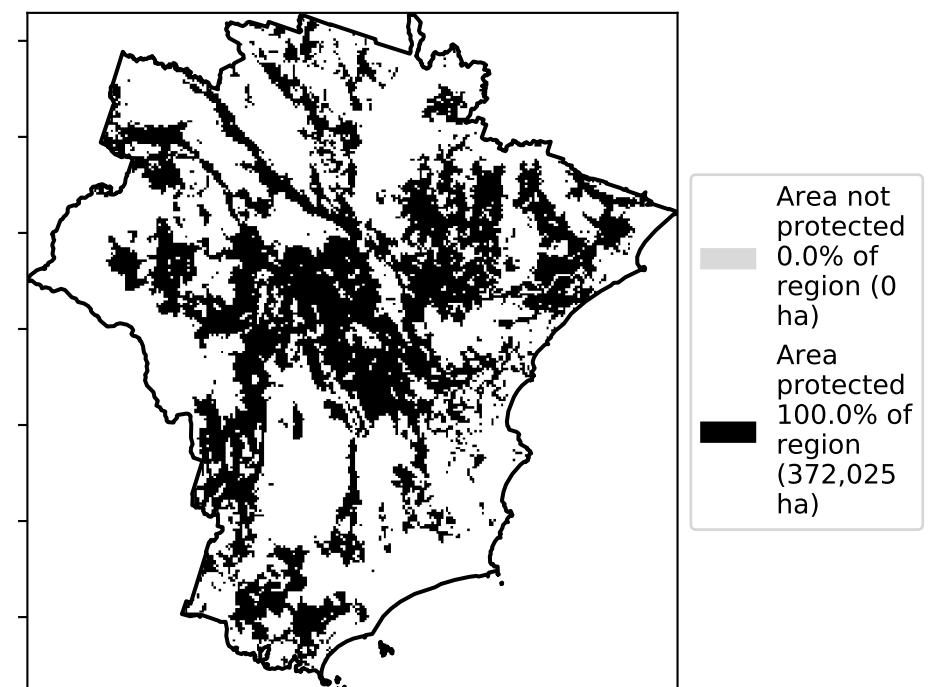 Area not
protected
0.0% of
region (0
ha)
Area
protected
100.0% of
region
(372,025
ha)